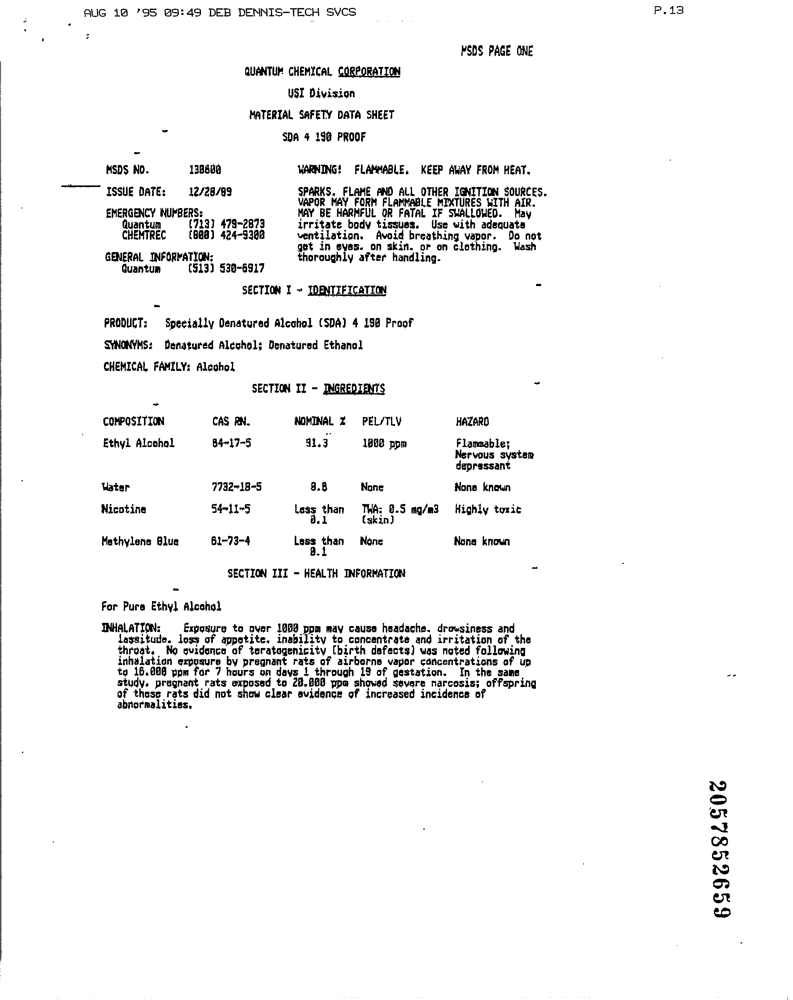 AUG 10 '95 09:49 DEB DENNIS-TECH SVCS P.13
MSDS PAGE ONE
QUANTUM CHEMICAL CORPORATION
USI Division
MATERIAL SAFETY DATA SHEET
SDA 4 190 PROOF
MSDS NO. 138600 WARNING! FLAMMABLE. KEEP AWAY FROM HEAT.
ISSUE DATE: 12/28/89 SPARKS. FLAME AND ALL OTHER IGNITION SOURCES.
VAPOR MAY FORM FLAMMABLE MIXTURES WITH AIR.
EMERGENCY NUMBERS: MAY BE HARMFUL OR FATAL IF SWALLOWED. May
Quantum (713) 479-2873 irritate body tissues. Use with adequate
CHEMTREC (800) 424-9300 ventilation. Avoid breathing vapor. Do not
get in eyes. on skin. or on clothing. Wash
GENERAL INFORMATION: thoroughly after handling.
Quantum (513) 530-6917
SECTION I - IDENTIFICATION
PRODUCT: Specially Denatured Alcohol (SDA) 4 190 Proof
SYNONYMS: Denatured Alcohol; Denatured Ethanol
CHEMICAL FAMILY: Alcohol
SECTION II - INGREDIENTS
COMPOSITION CAS RN. NOMINAL % PEL/TLV HAZARD
Ethyl Alcohol 64-17-5 91.3 1000 ppm Flammable;
Nervous system
depressant
Water 7732-18-5 8.8 None None known
Nicotine 54-11-5 Less than TWA: 0.5 mg/m3 Highly toxic
0.1 (skin)
Methylene Blue 61-73-4 Less than None None known
0.1
SECTION III - HEALTH INFORMATION
For Pure Ethyl Alcohol
INHALATION: Exposure to over 1000 ppm may cause headache. drowsiness and
lassitude. loss of appetite. inability to concentrate and irritation of the
throat. No evidence of teratogenicity (birth defects) was noted following
inhalation exposure by pregnant rats of airborne vapor concentrations of up
to 16.000 ppm for 7 hours on days 1 through 19 of gestation. In the same
study. pregnant rats exposed to 20.000 ppm showed severe narcosis; offspring
of these rats did not show clear evidence of increased incidence of
abnormalities.
2057852659